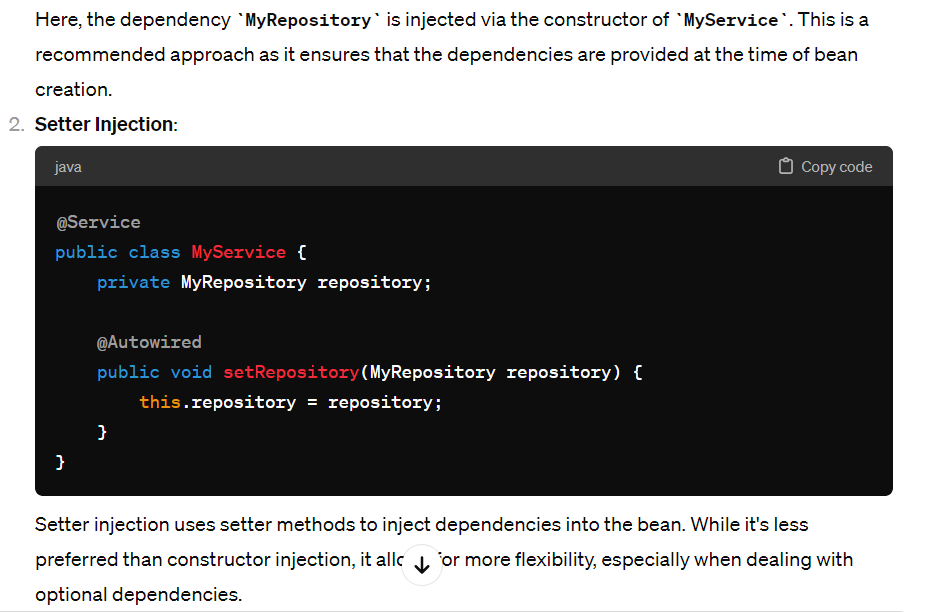 Here, the dependency `MyRepository` is injected via the constructor of `MyService`. This is a
recommended approach as it ensures that the dependencies are provided at the time of bean
creation.
2. Setter Injection:
java Copy code
@Service
public class MyService {
    private MyRepository repository;

    @Autowired
    public void setRepository(MyRepository repository) {
        this.repository = repository;
    }
}
Setter injection uses setter methods to inject dependencies into the bean. While it's less
preferred than constructor injection, it more flexibility, especially when dealing with
optional dependencies.